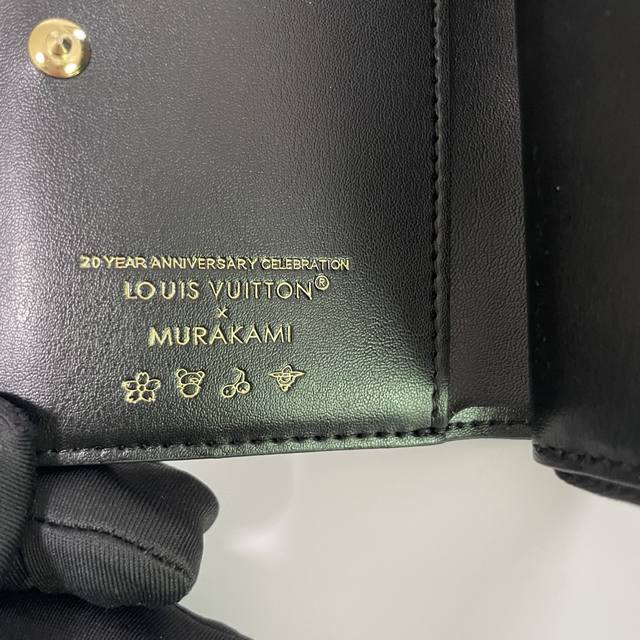 20 YEAR ANNIVERSARY CELEBRATION
LOUIS VUITTON®
×
MURAKAMI